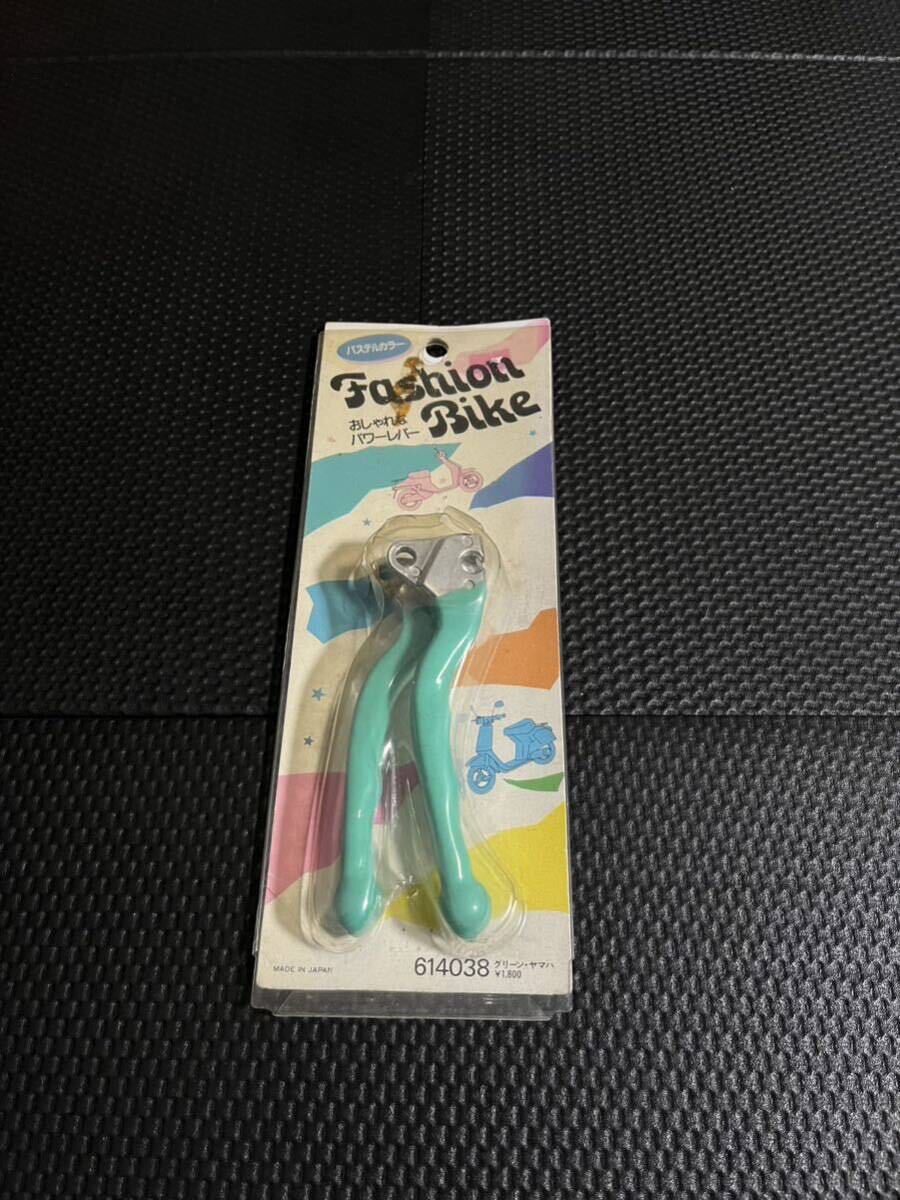 パステルカラー
Fashion
Bike
おしゃれな
パワーレバー
MADE IN JAPAN
614038 グリーン・ヤマハ
¥1,800